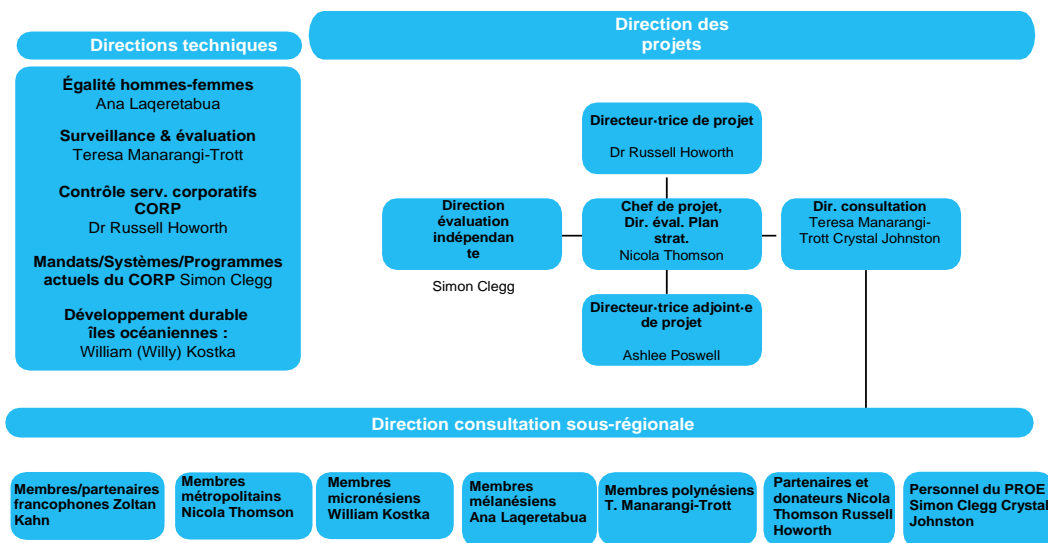 Directions techniques
Égalité hommes-femmes
Ana Laqeretabua
Surveillance & évaluation
Teresa Manarangi-Trott
Contrôle serv. corporatifs
CORP
Dr Russell Howorth
Mandats/Systèmes/Programmes
actuels du CORP Simon Clegg
Développement durable
îles océaniennes :
William (Willy) Kostka
Direction des
projets
Directeur·trice de projet
Dr Russell Howorth
Direction
évaluation
indépendan
te
Simon Clegg
Chef de projet,
Dir. éval. Plan
strat.
Nicola Thomson
Dir. consultation
Teresa Manarangi-
Trott Crystal Johnston
Directeur·trice adjoint·e
de projet
Ashlee Poswell
Direction consultation sous-régionale
Membres/partenaires
francophones Zoltan
Kahn
Membres
métropolitains
Nicola Thomson
Membres
micronésiens
William Kostka
Membres
mélanésiens
Ana Laqeretabua
Membres polynésiens
T. Manarangi-Trott
Partenaires et
donateurs Nicola
Thomson Russell
Howorth
Personnel du PROE
Simon Clegg Crystal
Johnston